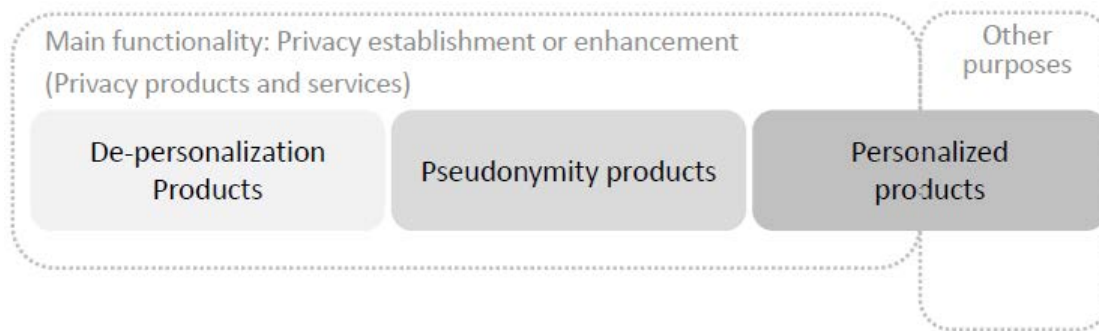 Main functionality: Privacy establishment or enhancement
(Privacy products and services)
Other
purposes
De-personalization
Products
Pseudonymity products
Personalized
products